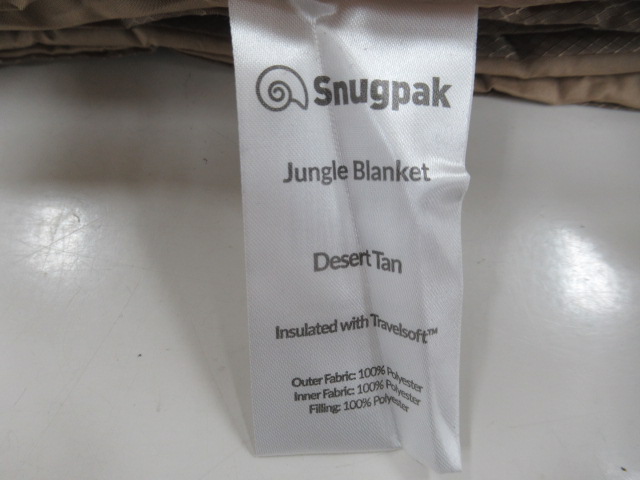 Snugpak
Jungle Blanket
Desert Tan
Insulated with Travelsoft™
Outer Fabric: 100% Polyester
Inner Fabric: 100% Polyester
Filling: 100% Polyester